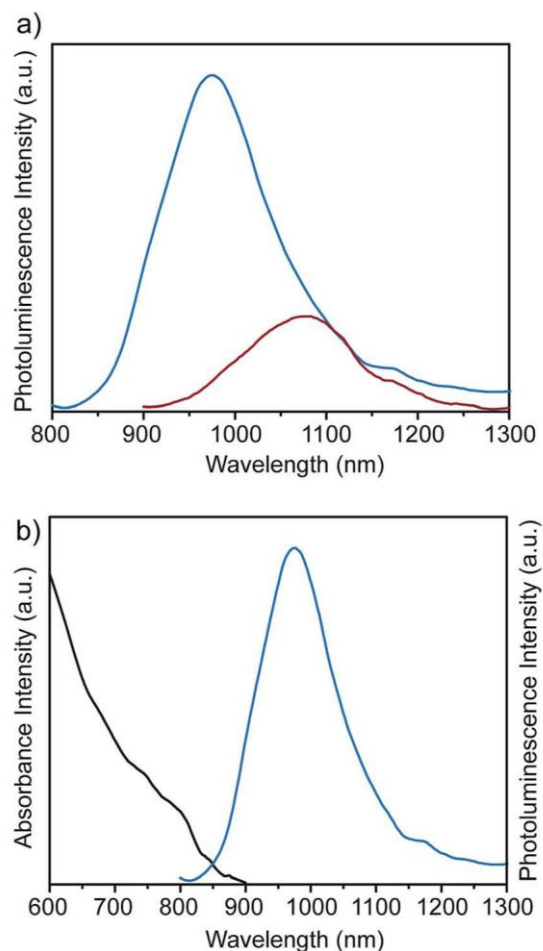 a)
Photoluminescence Intensity (a.u.)
800 900 1000 1100 1200 1300
Wavelength (nm)
b)
Absorbance Intensity (a.u.)
Photoluminescence Intensity (a.u.)
600 700 800 900 1000 1100 1200 1300
Wavelength (nm)